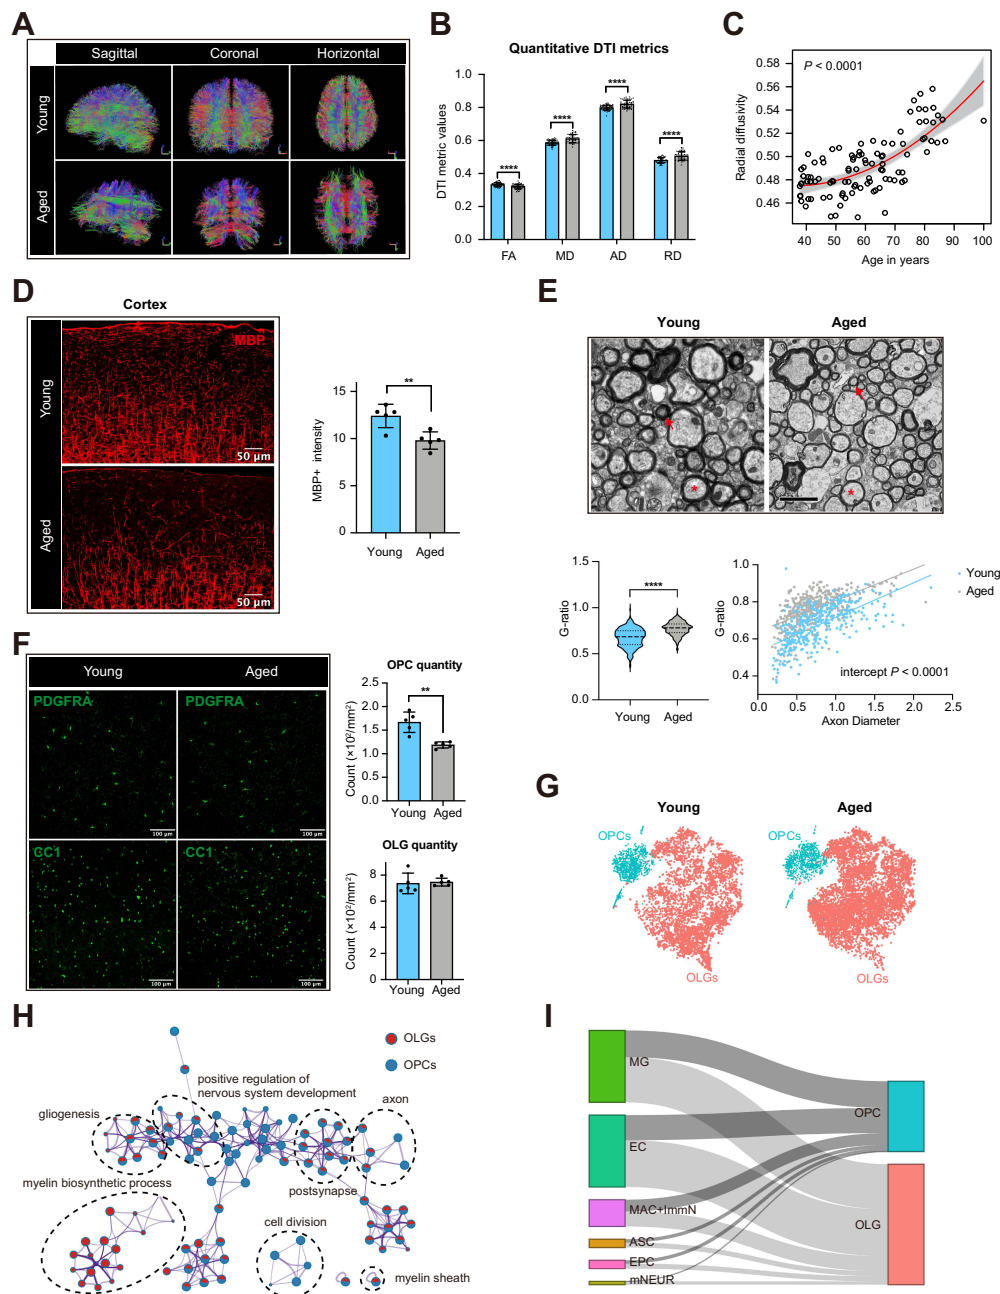 A
Sagittal
Coronal
Horizontal
Young
Aged
B
Quantitative DTI metrics
DTI metric values
1.0
0.8
0.6
0.4
0.2
0.0
****
****
****
****
FA
MD
AD
RD
C
P < 0.0001
Radial diffusivity
0.58
0.56
0.54
0.52
0.50
0.48
0.46
40
50
60
70
80
90
100
Age in years
D
Cortex
Young
Aged
MBP
50 μm
50 μm
MBP+ intensity
15
10
5
0
**
Young
Aged
E
Young
Aged
*
*
G-ratio
1.5
1.0
0.5
0.0
****
Young
Aged
G-ratio
1.0
0.8
0.6
0.4
Young
Aged
intercept P < 0.0001
0.0
0.5
1.0
1.5
2.0
2.5
Axon Diameter
F
Young
Aged
PDGFRA
PDGFRA
100 μm
100 μm
CC1
CC1
100 μm
100 μm
OPC quantity
Count (×10²/mm²)
2.5
2.0
1.5
1.0
0.5
0.0
**
Young
Aged
OLG quantity
Count (×10²/mm²)
8
6
4
2
0
Young
Aged
G
Young
Aged
OPCs
OPCs
OLGs
OLGs
H
OLGs
OPCs
positive regulation of
nervous system development
gliogenesis
axon
myelin biosynthetic process
postsynapse
cell division
myelin sheath
I
MG
EC
MAC+ImmN
ASC
EPC
mNEUR
OPC
OLG